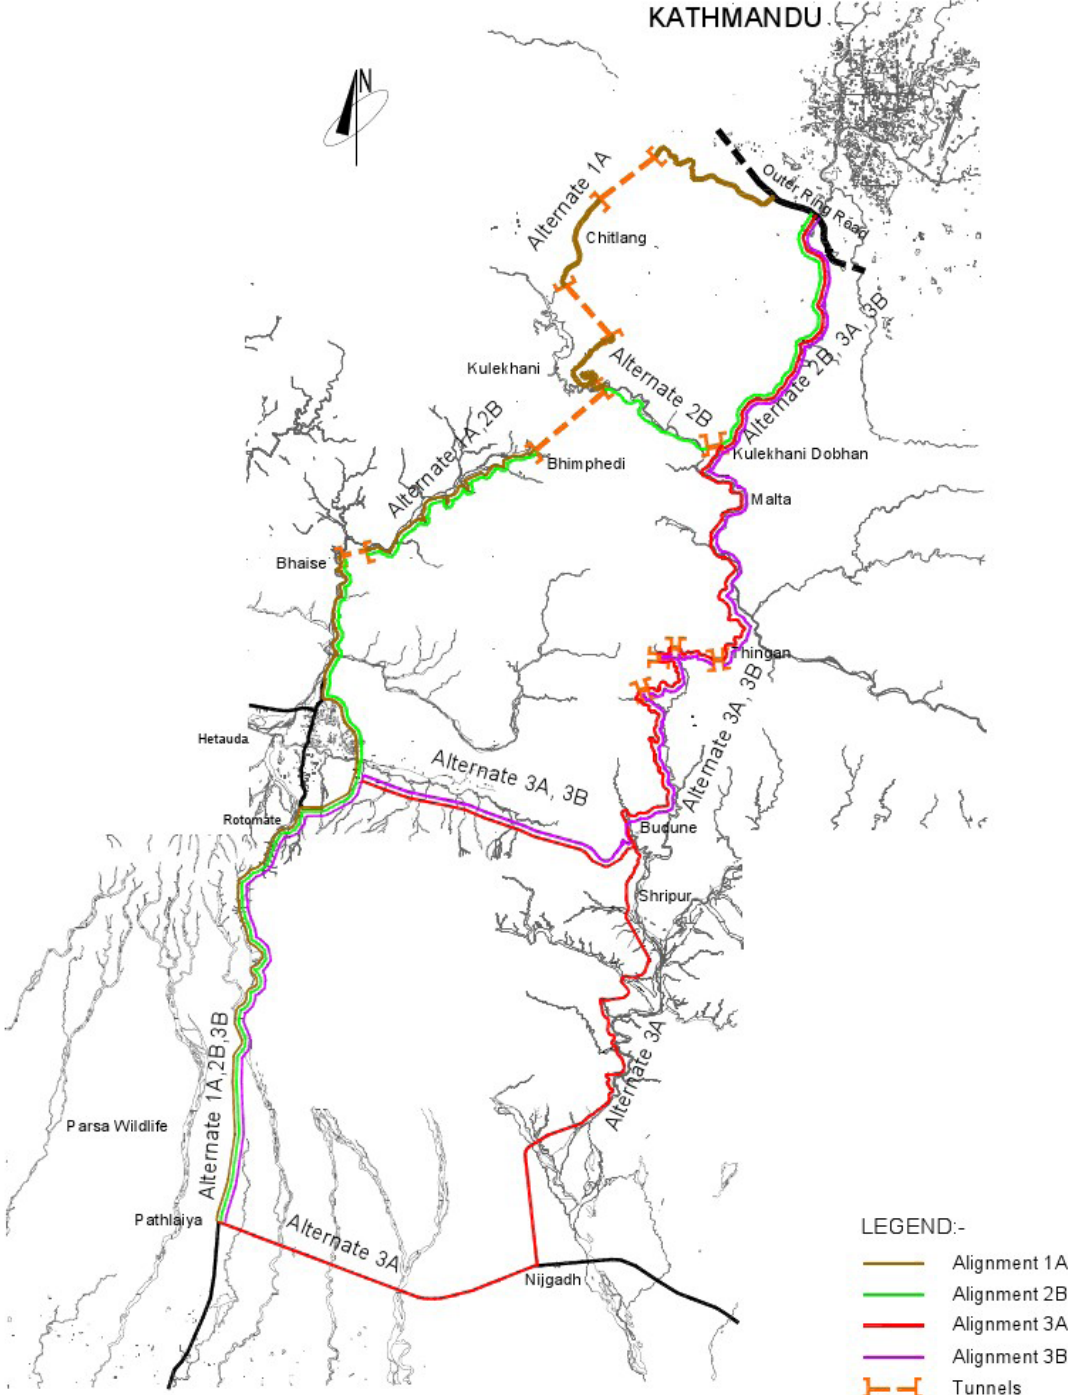 KATHMANDU
N
Outer Ring Road
Alternate 1A
Chitlang
Alternate 2B, 3A, 3B
Kulekhani
Alternate 2B
Alternate 1A,2B
Kulekhani Dobhan
Bhimphedi
Malta
Bhaise
Thingan
Alternate 3A, 3B
Hetauda
Alternate 3A, 3B
Rotomate
Budune
Shripur
Alternate 3A
Alternate 1A,2B,3B
Parsa Wildlife
Pathlaiya
Alternate 3A
Nijgadh
LEGEND:-
Alignment 1A
Alignment 2B
Alignment 3A
Alignment 3B
Tunnels